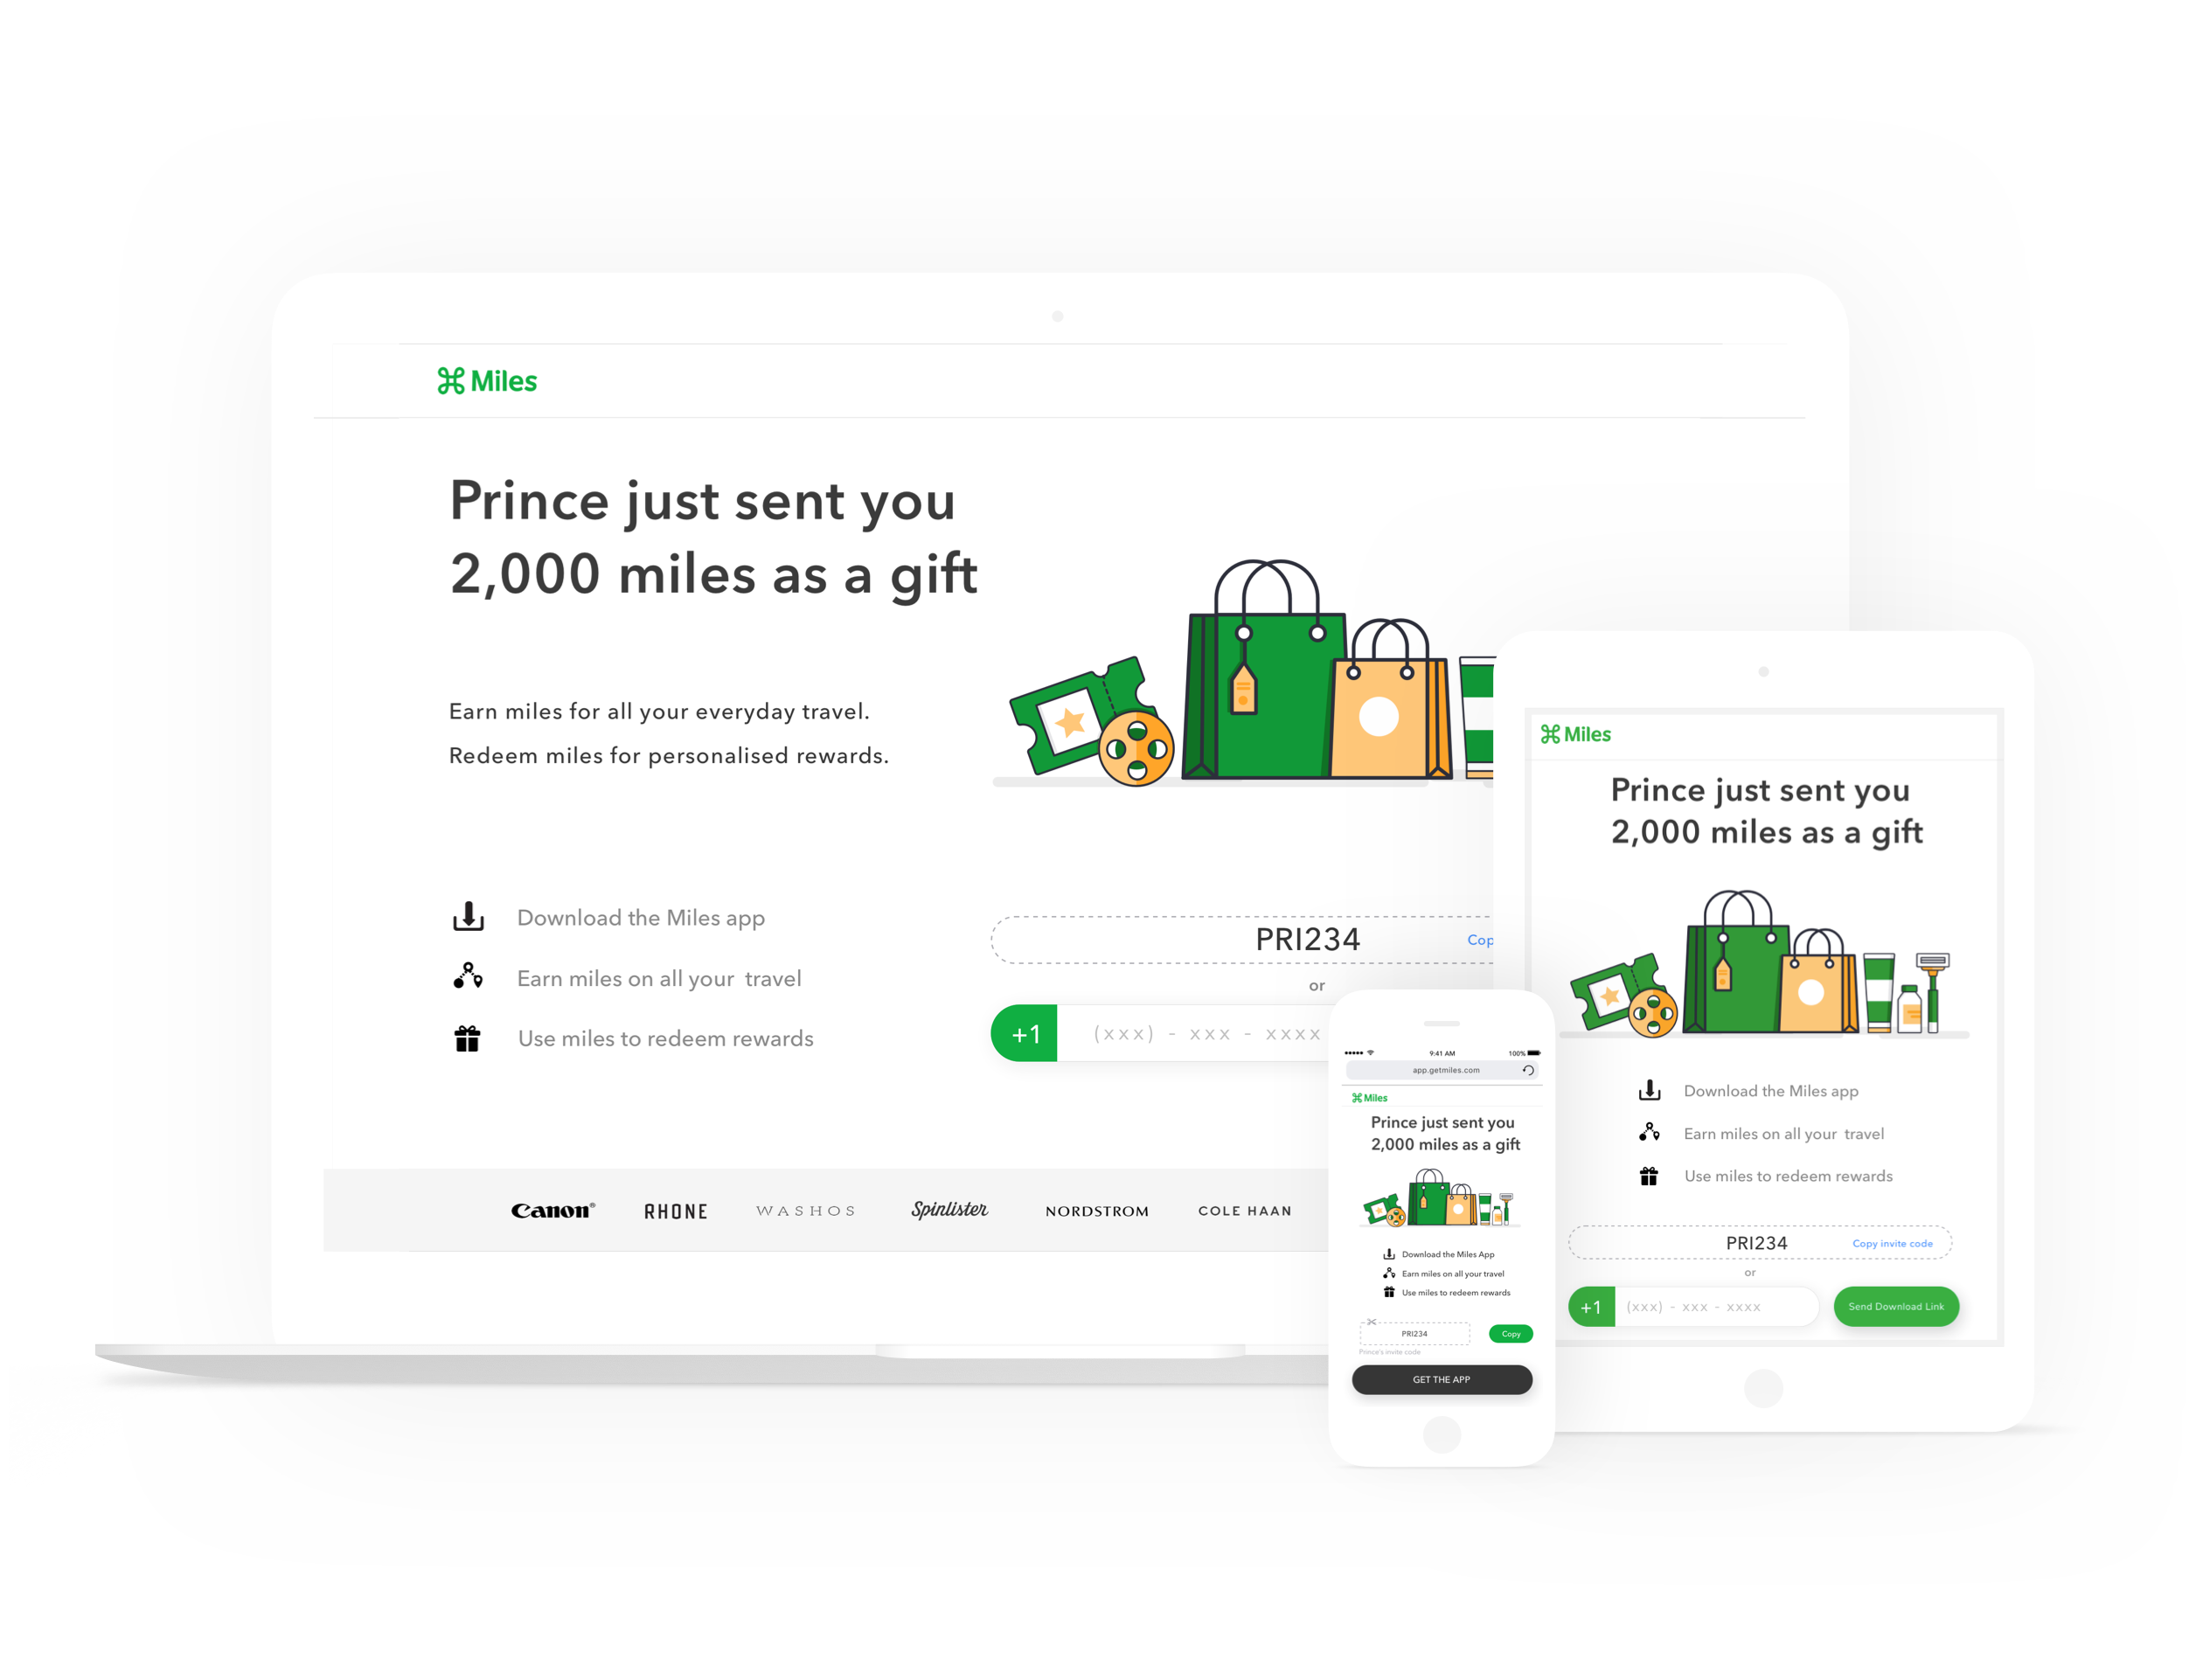 Miles
Prince just sent you
2,000 miles as a gift
Earn miles for all your everyday travel.
Redeem miles for personalised rewards.
Download the Miles app
Earn miles on all your travel
Use miles to redeem rewards
PRI234 Cop
or
+1 (xxx) - xxx - xxxx
Canon® RHONE WASHOS Spinlister NORDSTROM COLE HAAN
9:41 AM 100%
app.getmiles.com
Miles
Prince just sent you
2,000 miles as a gift
Download the Miles App
Earn miles on all your travel
Use miles to redeem rewards
PRI234 Copy
Prince's invite code
GET THE APP
Miles
Prince just sent you
2,000 miles as a gift
Download the Miles app
Earn miles on all your travel
Use miles to redeem rewards
PRI234 Copy invite code
or
+1 (xxx) - xxx - xxxx Send Download Link